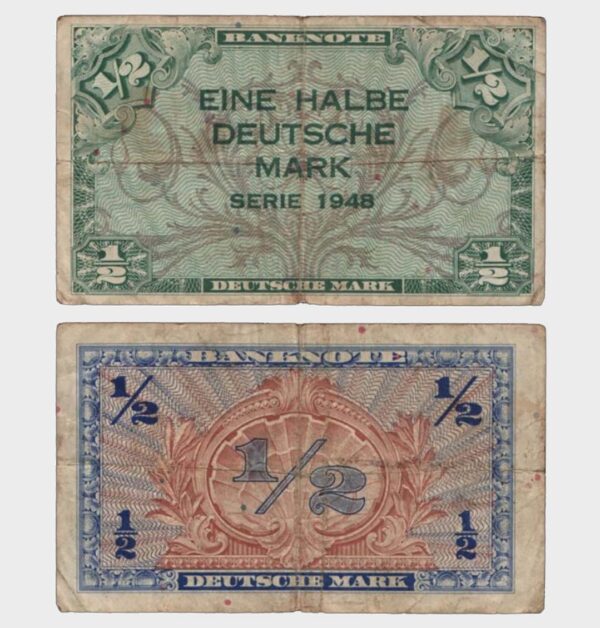 BANKNOTE
1/2 1/2
EINE HALBE
DEUTSCHE
MARK
SERIE 1948
1/2 1/2
DEUTSCHE MARK
BANKNOTE
1/2 1/2
1/2
1/2 1/2
DEUTSCHE MARK